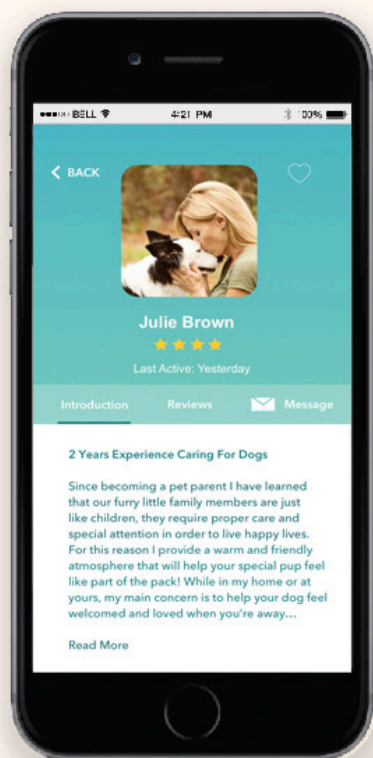 BELL 4:21 PM 100%
BACK
Julie Brown
Last Active: Yesterday
Introduction Reviews Message
2 Years Experience Caring For Dogs
Since becoming a pet parent I have learned
that our furry little family members are just
like children, they require proper care and
special attention in order to live happy lives.
For this reason I provide a warm and friendly
atmosphere that will help your special pup feel
like part of the pack! While in my home or at
yours, my main concern is to help your dog feel
welcomed and loved when you're away...
Read More